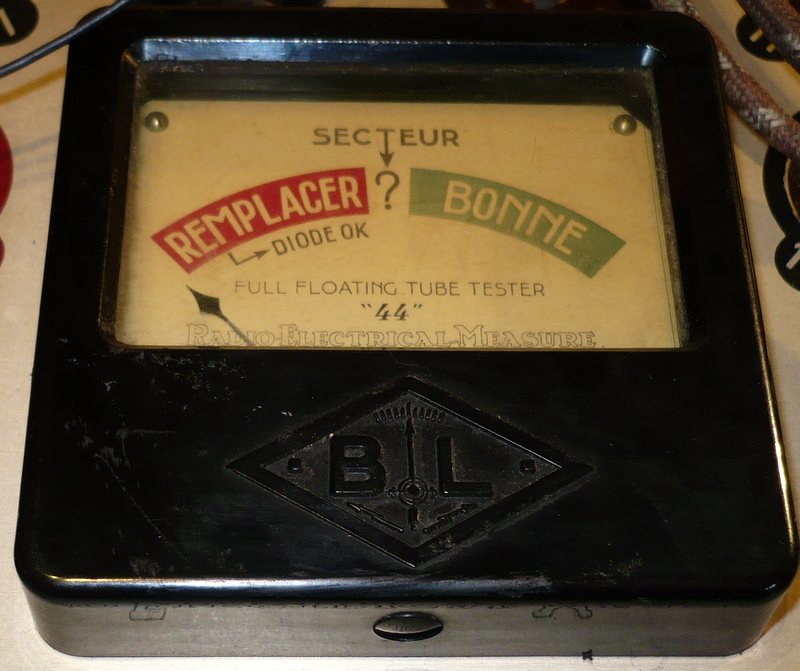 SECTEUR
REMPLACER ? BONNE
DIODE OK
FULL FLOATING TUBE TESTER
"44"
RADIO-ELECTRICAL-MEASURE
B L